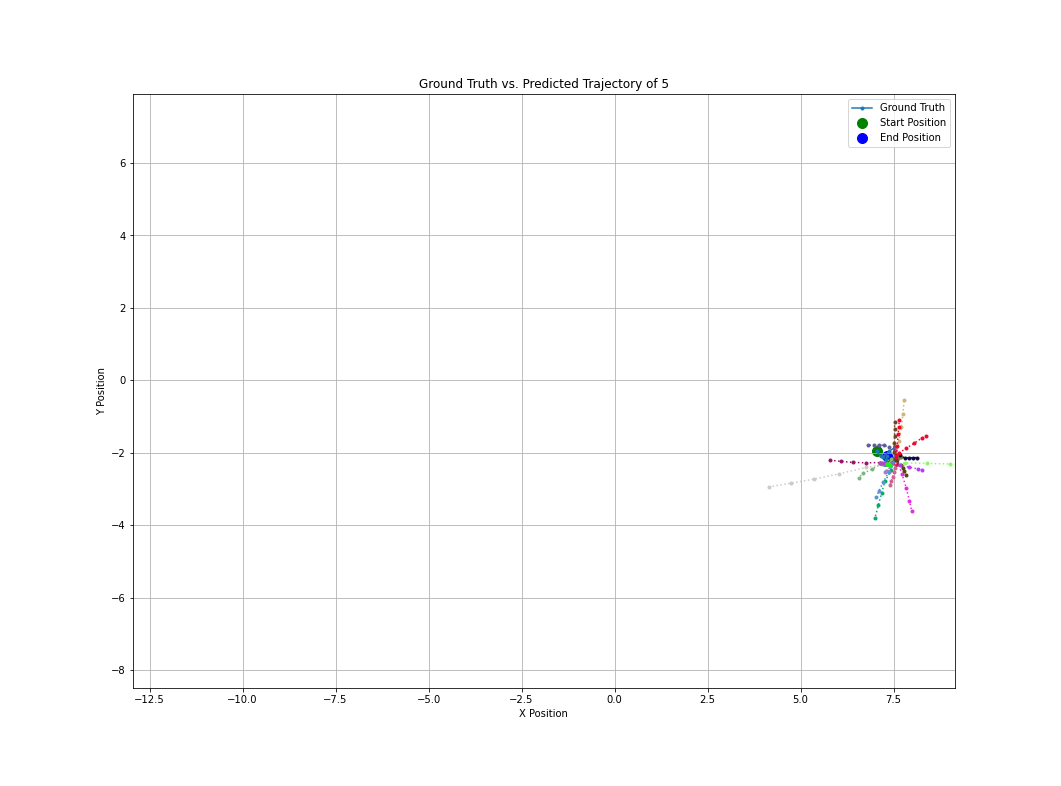 Ground Truth vs. Predicted Trajectory of 5
Ground Truth
Start Position
End Position
6
4
2
0
−2
−4
−6
−8
Y Position
−12.5 −10.0 −7.5 −5.0 −2.5 0.0 2.5 5.0 7.5
X Position